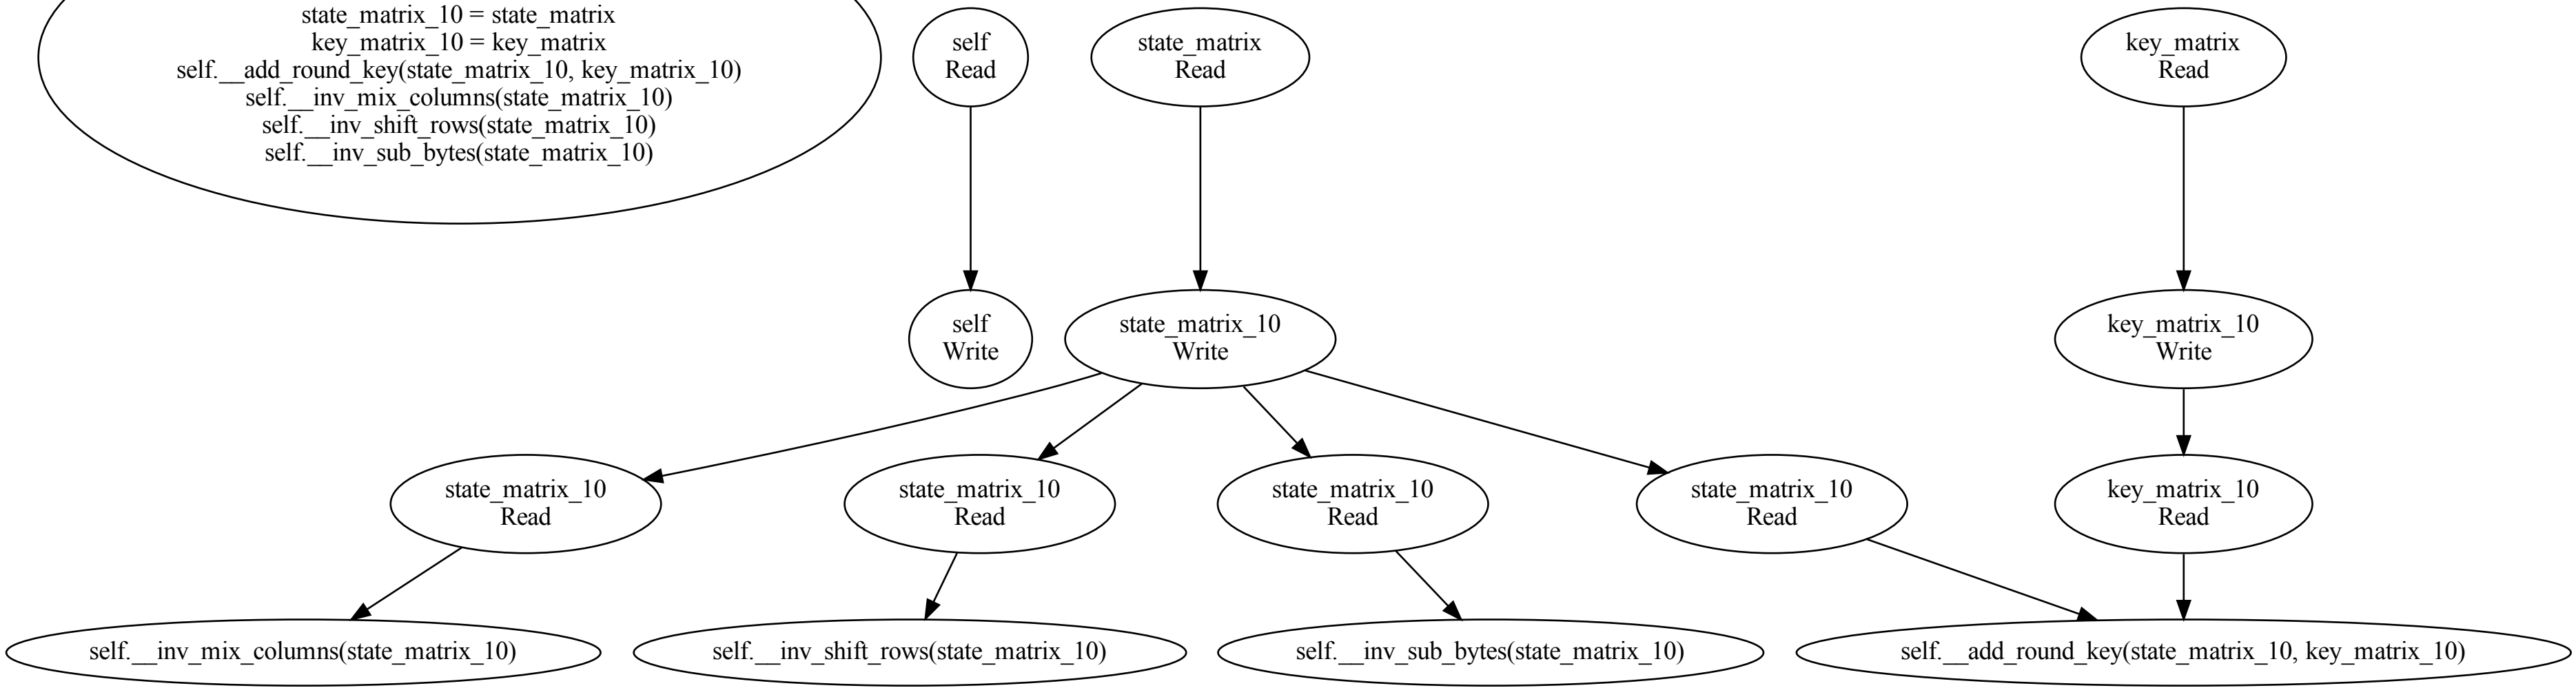 state_matrix_10 = state_matrix
key_matrix_10 = key_matrix
self.__add_round_key(state_matrix_10, key_matrix_10)
self.__inv_mix_columns(state_matrix_10)
self.__inv_shift_rows(state_matrix_10)
self.__inv_sub_bytes(state_matrix_10)
self
Read
state_matrix
Read
key_matrix
Read
self
Write
state_matrix_10
Write
key_matrix_10
Write
state_matrix_10
Read
state_matrix_10
Read
state_matrix_10
Read
state_matrix_10
Read
key_matrix_10
Read
self.__inv_mix_columns(state_matrix_10)
self.__inv_shift_rows(state_matrix_10)
self.__inv_sub_bytes(state_matrix_10)
self.__add_round_key(state_matrix_10, key_matrix_10)